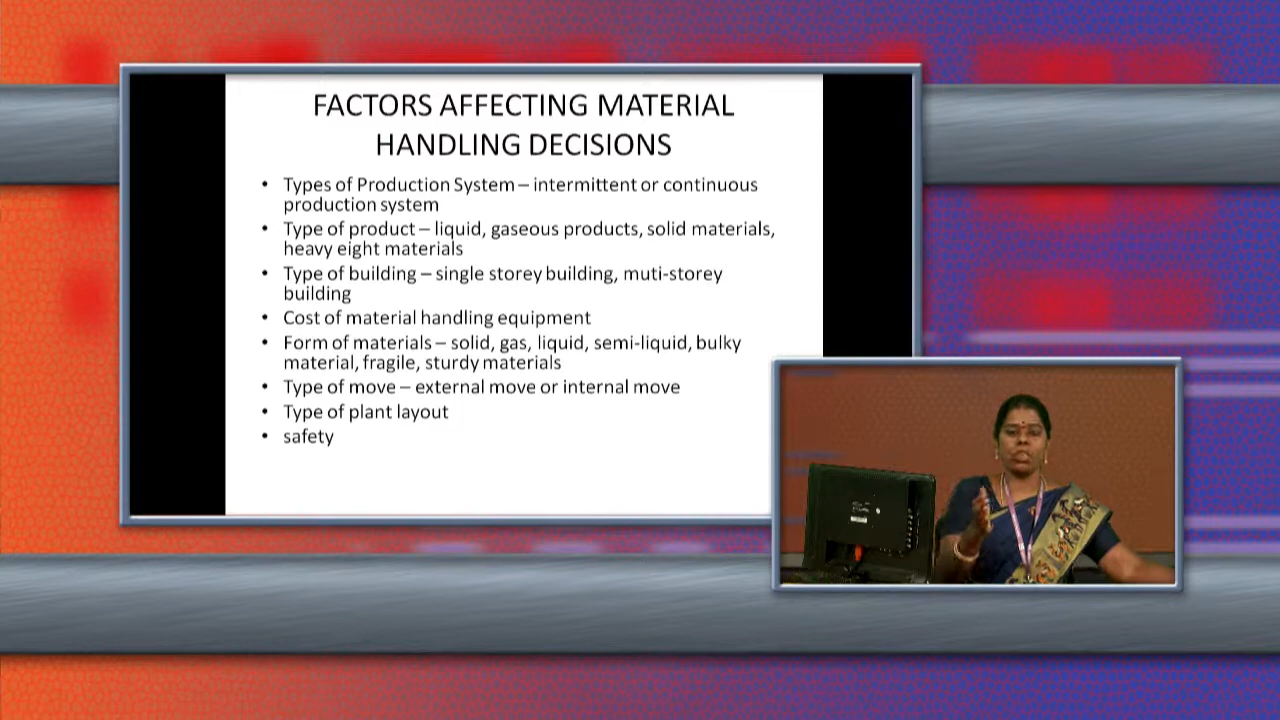 FACTORS AFFECTING MATERIAL
HANDLING DECISIONS
• Types of Production System – intermittent or continuous
production system
• Type of product – liquid, gaseous products, solid materials,
heavy eight materials
• Type of building – single storey building, muti-storey
building
• Cost of material handling equipment
• Form of materials – solid, gas, liquid, semi-liquid, bulky
material, fragile, sturdy materials
• Type of move – external move or internal move
• Type of plant layout
• safety